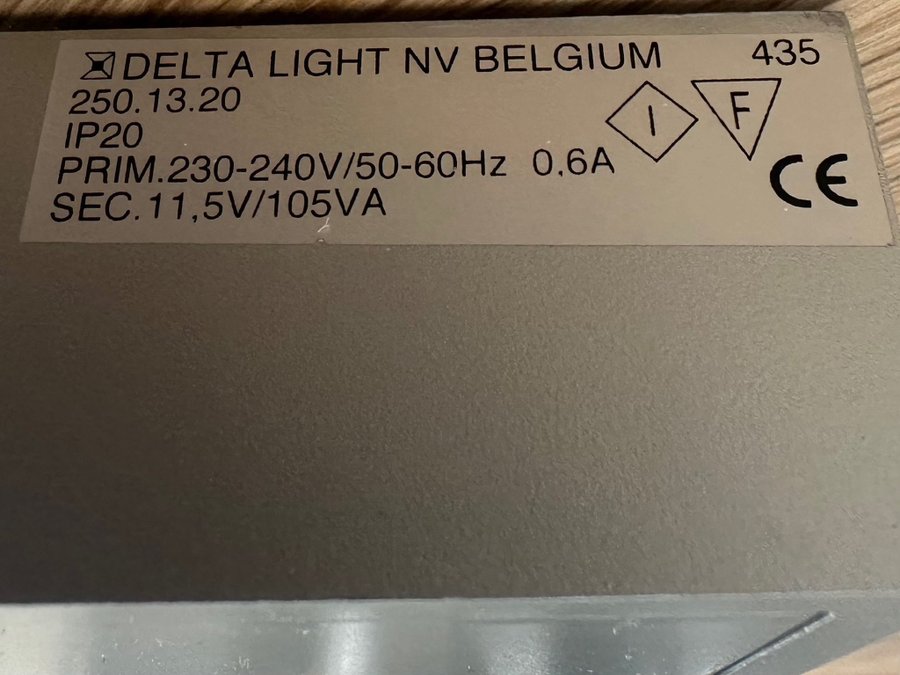 DELTA LIGHT NV BELGIUM 435
250.13.20
IP20
I F
PRIM.230-240V/50-60Hz 0,6A
SEC.11,5V/105VA
CE